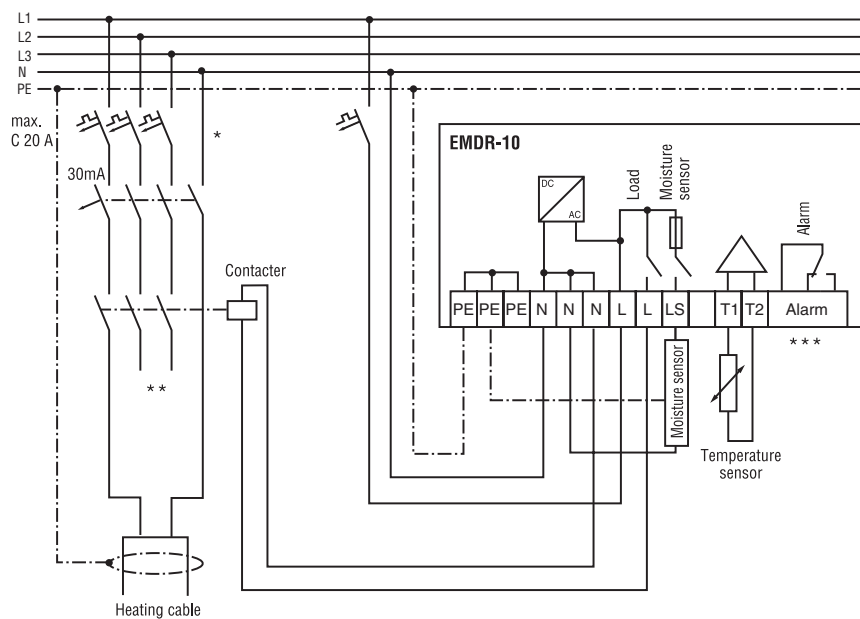 L1
L2
L3
N
PE
max.
C 20 A
*
30mA
EMDR-10
DC
AC
Load
Moisture
sensor
Alarm
Contacter
PE PE PE N N N L L LS T1 T2 Alarm
* * *
* *
Moisture sensor
Temperature
sensor
Heating cable